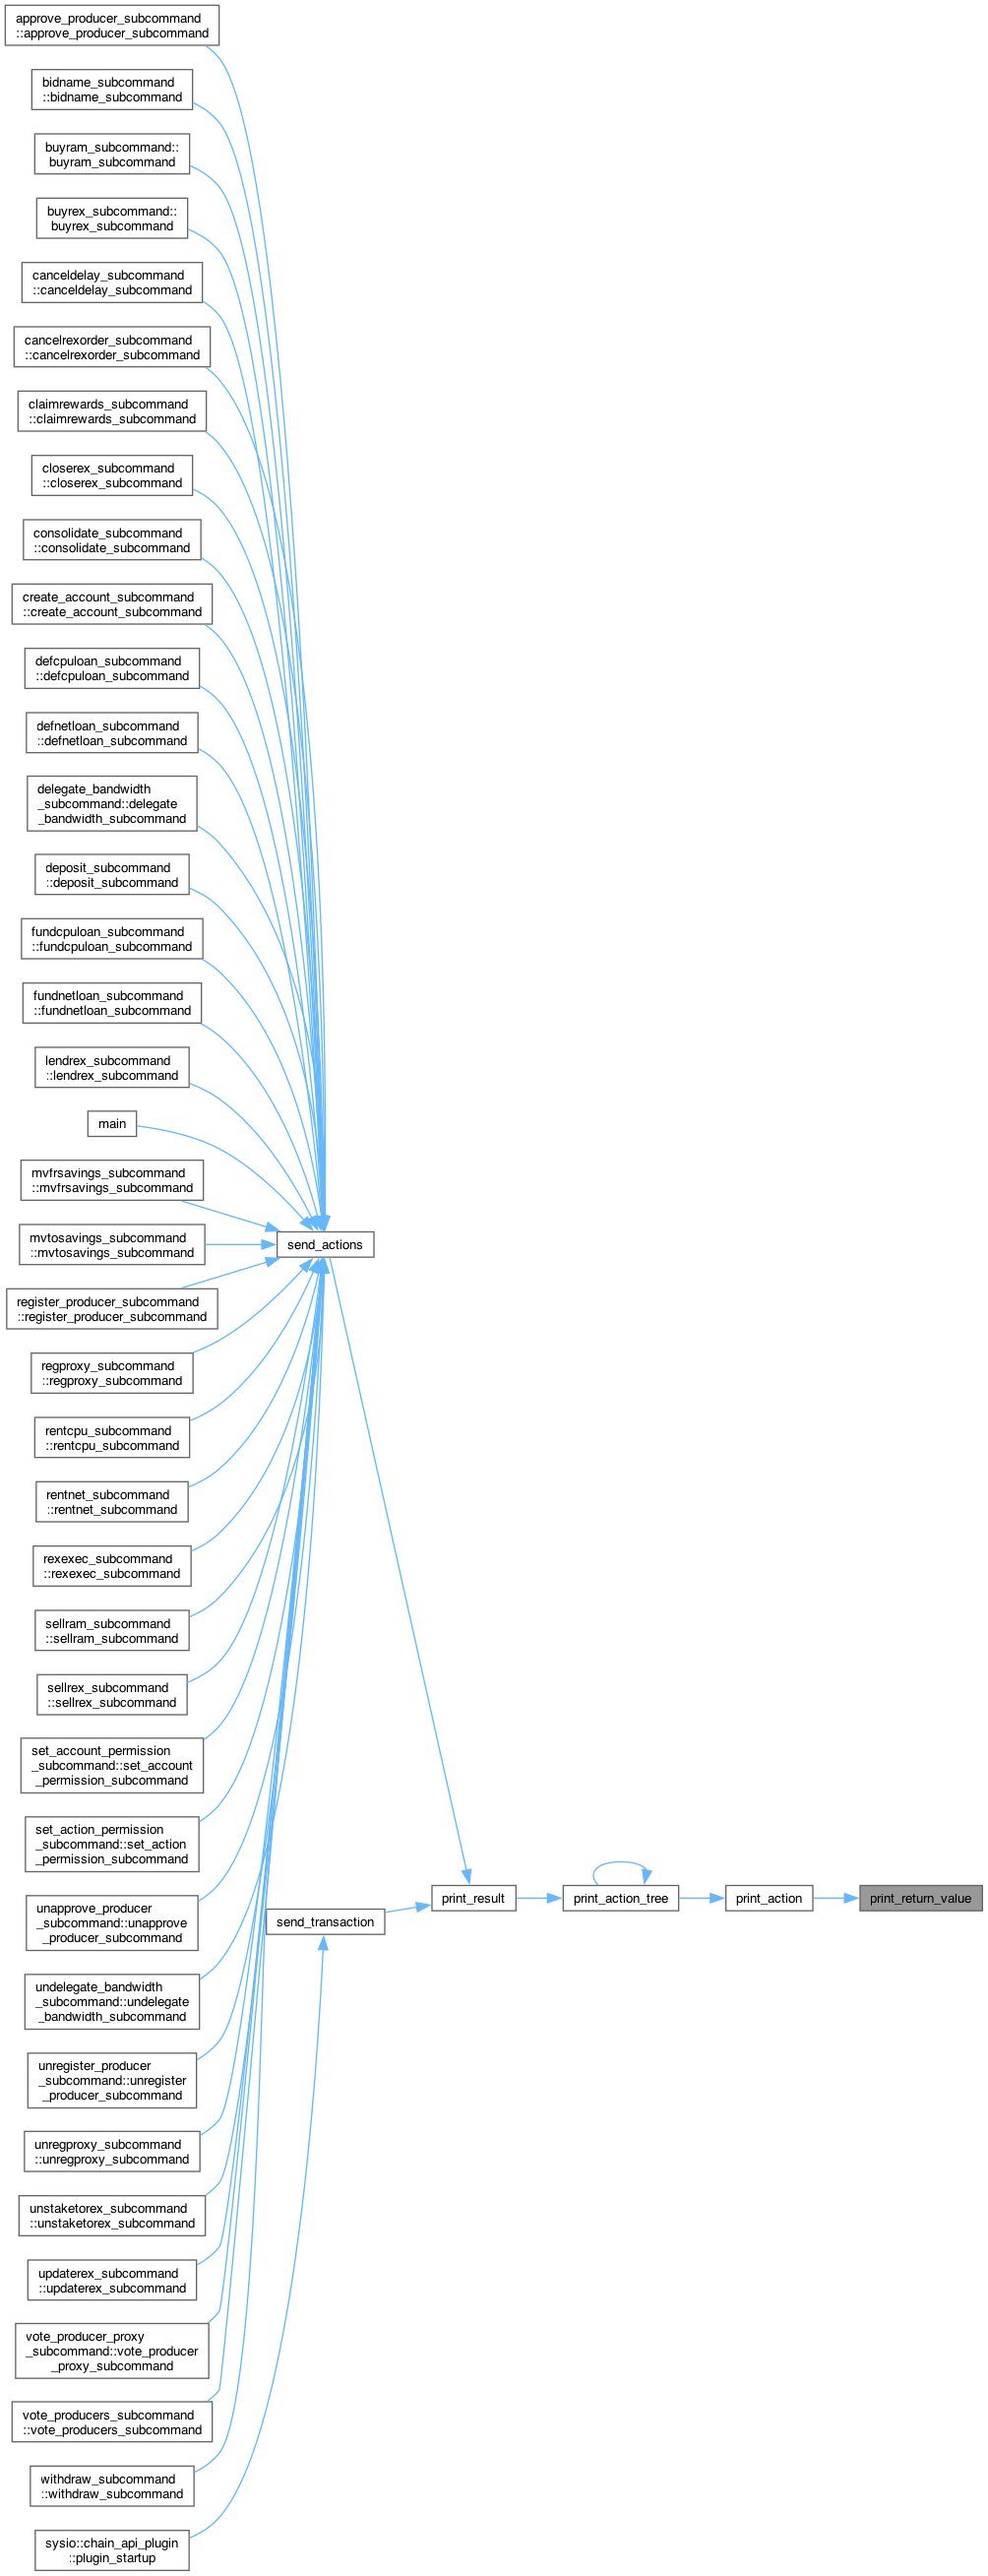 approve_producer_subcommand
::approve_producer_subcommand
bidname_subcommand
::bidname_subcommand
buyram_subcommand::
buyram_subcommand
buyrex_subcommand::
buyrex_subcommand
canceldelay_subcommand
::canceldelay_subcommand
cancelrexorder_subcommand
::cancelrexorder_subcommand
claimrewards_subcommand
::claimrewards_subcommand
closerex_subcommand
::closerex_subcommand
consolidate_subcommand
::consolidate_subcommand
create_account_subcommand
::create_account_subcommand
defcpuloan_subcommand
::defcpuloan_subcommand
defnetloan_subcommand
::defnetloan_subcommand
delegate_bandwidth
_subcommand::delegate
_bandwidth_subcommand
deposit_subcommand
::deposit_subcommand
fundcpuloan_subcommand
::fundcpuloan_subcommand
fundnetloan_subcommand
::fundnetloan_subcommand
lendrex_subcommand
::lendrex_subcommand
main
mvfrsavings_subcommand
::mvfrsavings_subcommand
mvtosavings_subcommand
::mvtosavings_subcommand
send_actions
register_producer_subcommand
::register_producer_subcommand
regproxy_subcommand
::regproxy_subcommand
rentcpu_subcommand
::rentcpu_subcommand
rentnet_subcommand
::rentnet_subcommand
rexexec_subcommand
::rexexec_subcommand
sellram_subcommand
::sellram_subcommand
sellrex_subcommand
::sellrex_subcommand
set_account_permission
_subcommand::set_account
_permission_subcommand
set_action_permission
_subcommand::set_action
_permission_subcommand
print_result
print_action_tree
print_action
print_return_value
unapprove_producer
_subcommand::unapprove
_producer_subcommand
send_transaction
undelegate_bandwidth
_subcommand::undelegate
_bandwidth_subcommand
unregister_producer
_subcommand::unregister
_producer_subcommand
unregproxy_subcommand
::unregproxy_subcommand
unstaketorex_subcommand
::unstaketorex_subcommand
updaterex_subcommand
::updaterex_subcommand
vote_producer_proxy
_subcommand::vote_producer
_proxy_subcommand
vote_producers_subcommand
::vote_producers_subcommand
withdraw_subcommand
::withdraw_subcommand
sysio::chain_api_plugin
::plugin_startup